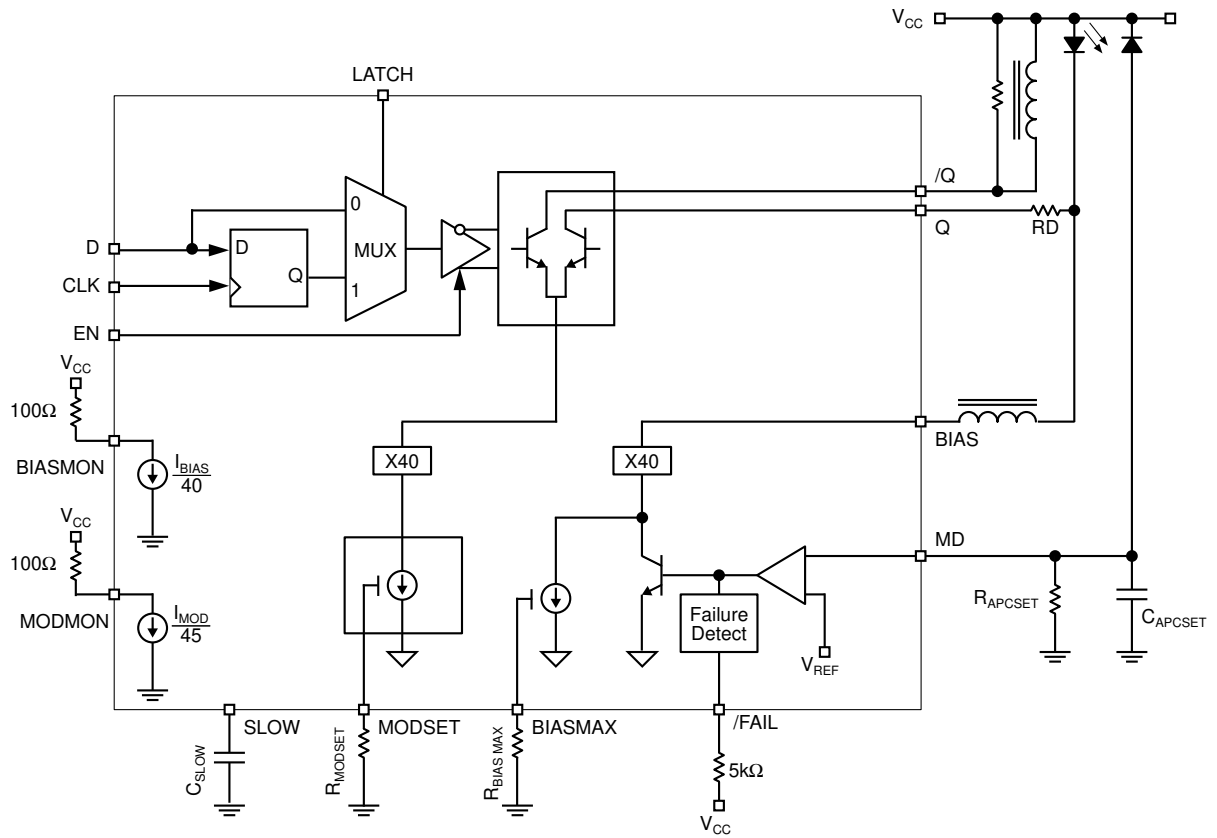 VCC
LATCH
/Q
0
Q
RD
D
D
MUX
Q
CLK
1
EN
VCC
100Ω
BIAS
X40
X40
BIASMON
IBIAS
40
VCC
MD
100Ω
RAPCSET
CAPCSET
MODMON
IMOD
45
Failure
Detect
VREF
SLOW
MODSET
BIASMAX
/FAIL
CSLOW
RMODSET
RBIAS MAX
5kΩ
VCC